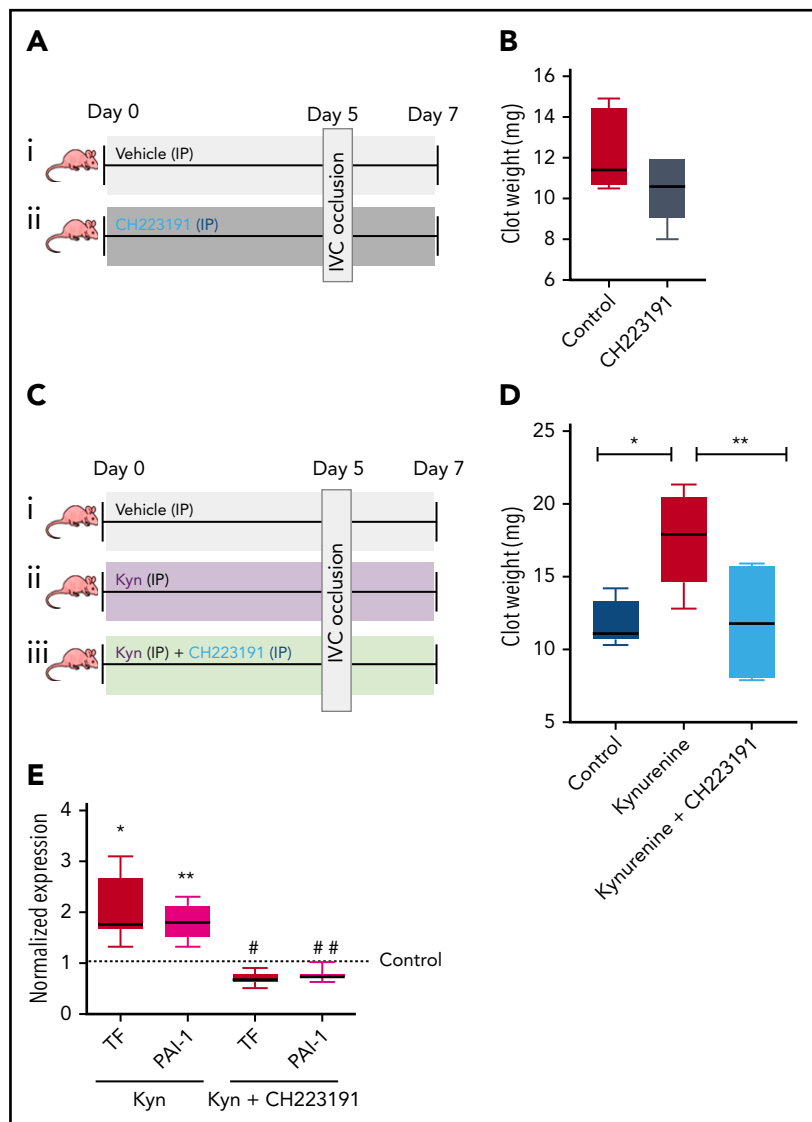 A
Day 0 Day 5 Day 7
i Vehicle (IP)
ii CH223191 (IP)
IVC occlusion
B
Clot weight (mg)
16
14
12
10
8
6
Control
CH223191
C
Day 0 Day 5 Day 7
i Vehicle (IP)
ii Kyn (IP)
iii Kyn (IP) + CH223191 (IP)
IVC occlusion
D
Clot weight (mg)
25
20
15
10
5
* **
Control
Kynurenine
Kynurenine + CH223191
E
Normalized expression
4
3
2
1
0
* ** # # #
Control
TF PAI-1 TF PAI-1
Kyn Kyn + CH223191